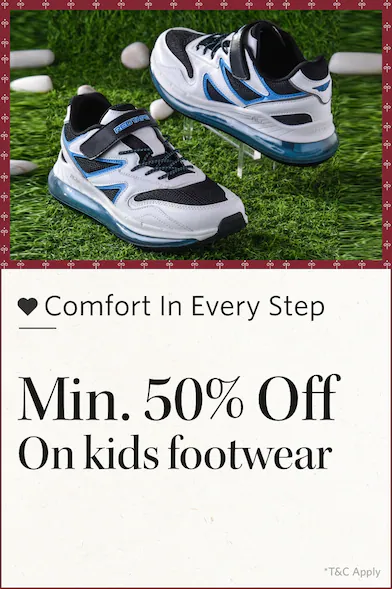 Comfort In Every Step
Min. 50% Off
On kids footwear
*T&C Apply